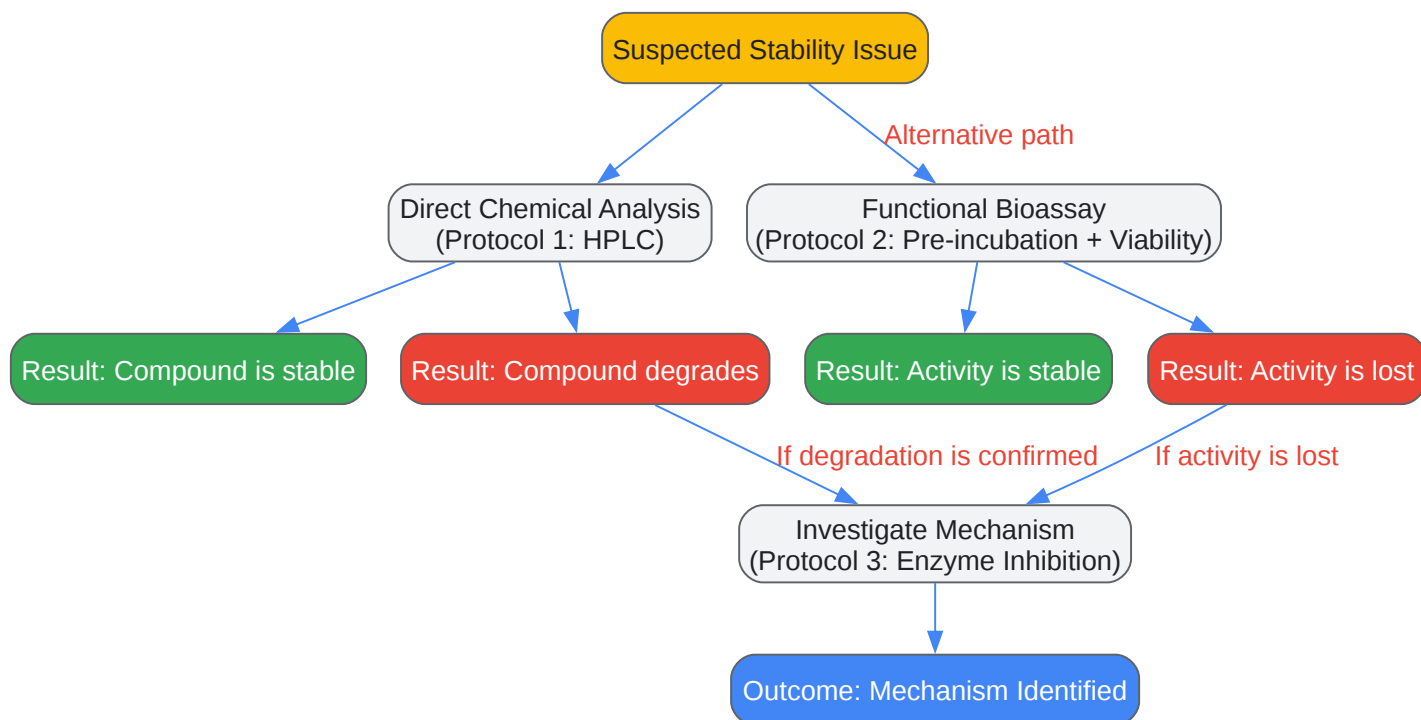 Suspected Stability Issue
Alternative path
Direct Chemical Analysis
(Protocol 1: HPLC)
Functional Bioassay
(Protocol 2: Pre-incubation + Viability)
Result: Compound is stable
Result: Compound degrades
Result: Activity is stable
Result: Activity is lost
If degradation is confirmed
If activity is lost
Investigate Mechanism
(Protocol 3: Enzyme Inhibition)
Outcome: Mechanism Identified